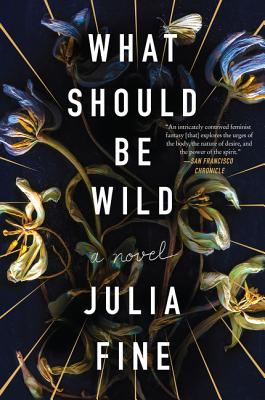 WHAT
SHOULD
BE
WILD
"An intricately contrived feminist
fantasy [that] explores the urges of
the body, the nature of desire, and
the power of the spirit."
—SAN FRANCISCO
CHRONICLE
a novel
JULIA
FINE